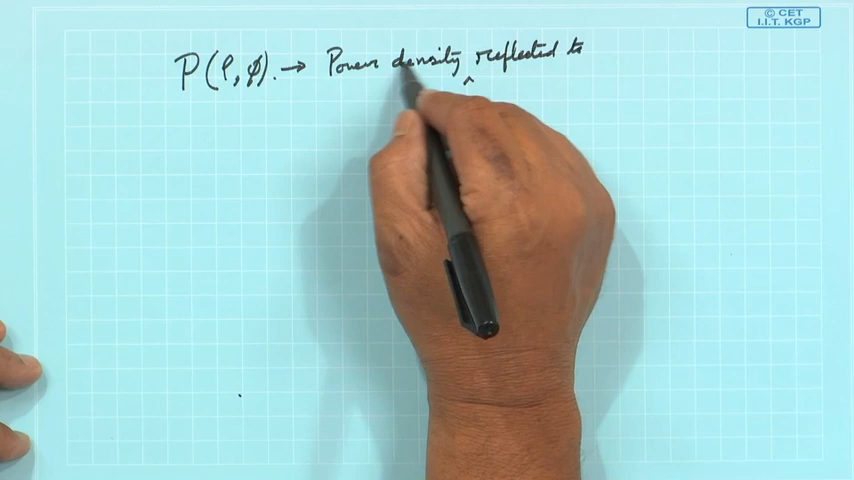 © CET
I.I.T. KGP
P(ρ, φ). → Power density reflected to
^